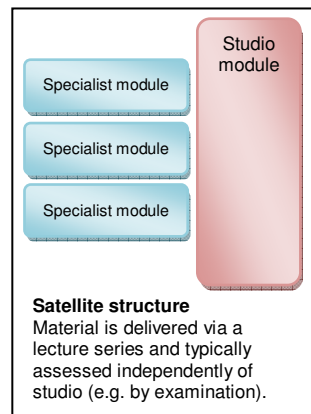 Studio
module
Specialist module
Specialist module
Specialist module
Satellite structure
Material is delivered via a
lecture series and typically
assessed independently of
studio (e.g. by examination).